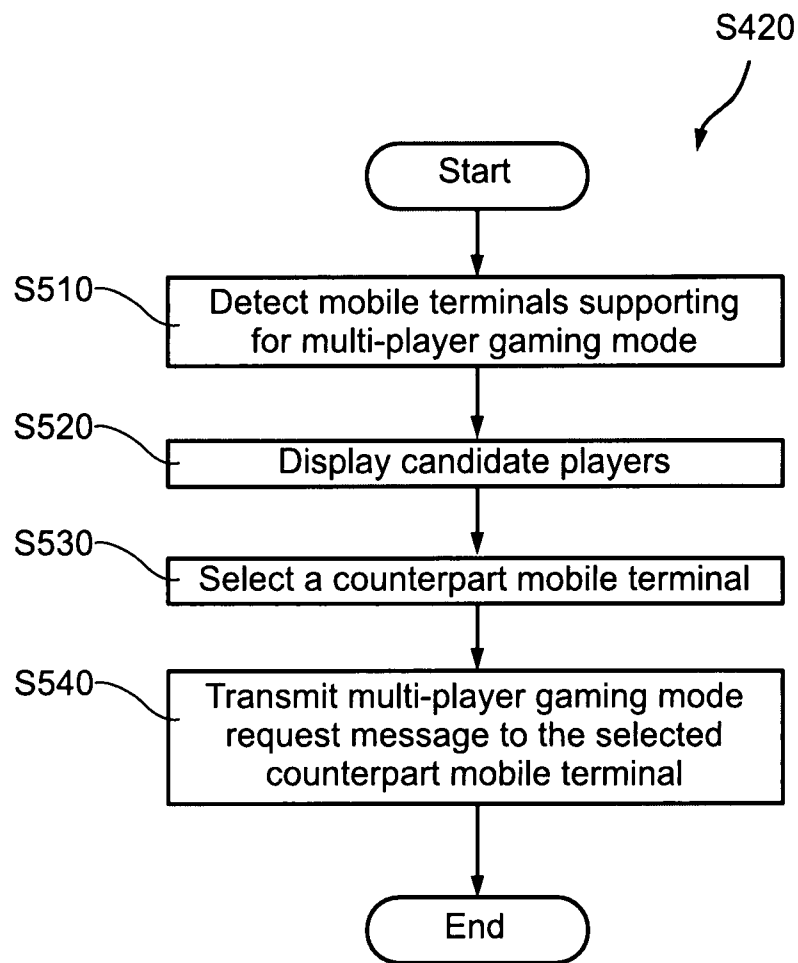 S420
Start
S510
Detect mobile terminals supporting
for multi-player gaming mode
S520
Display candidate players
S530
Select a counterpart mobile terminal
S540
Transmit multi-player gaming mode
request message to the selected
counterpart mobile terminal
End